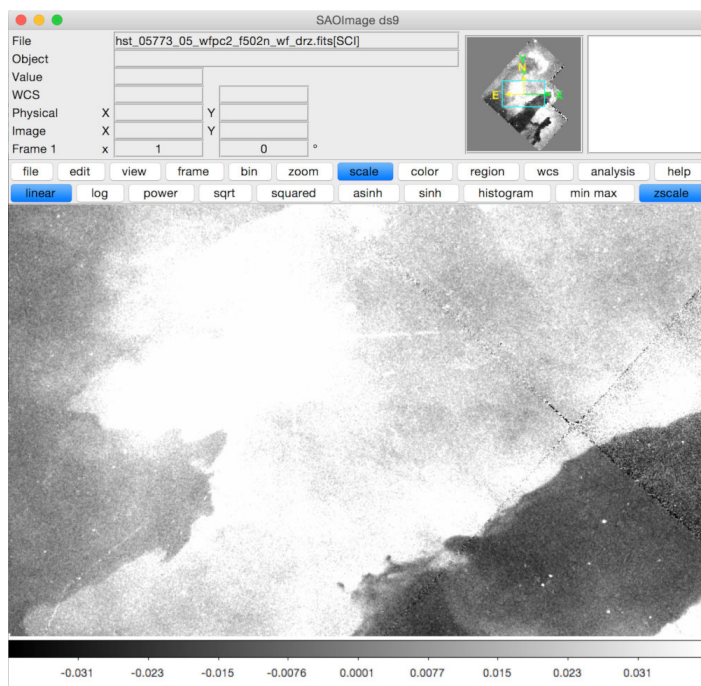 SAOImage ds9
File hst_05773_05_wfpc2_f502n_wf_drz.fits[SCI]
Object
Value
WCS
Physical X Y
Image X Y
Frame 1 x 1 0 °
N
E X
file edit view frame bin zoom scale color region wcs analysis help
linear log power sqrt squared asinh sinh histogram min max zscale
-0.031 -0.023 -0.015 -0.0076 0.0001 0.0077 0.015 0.023 0.031